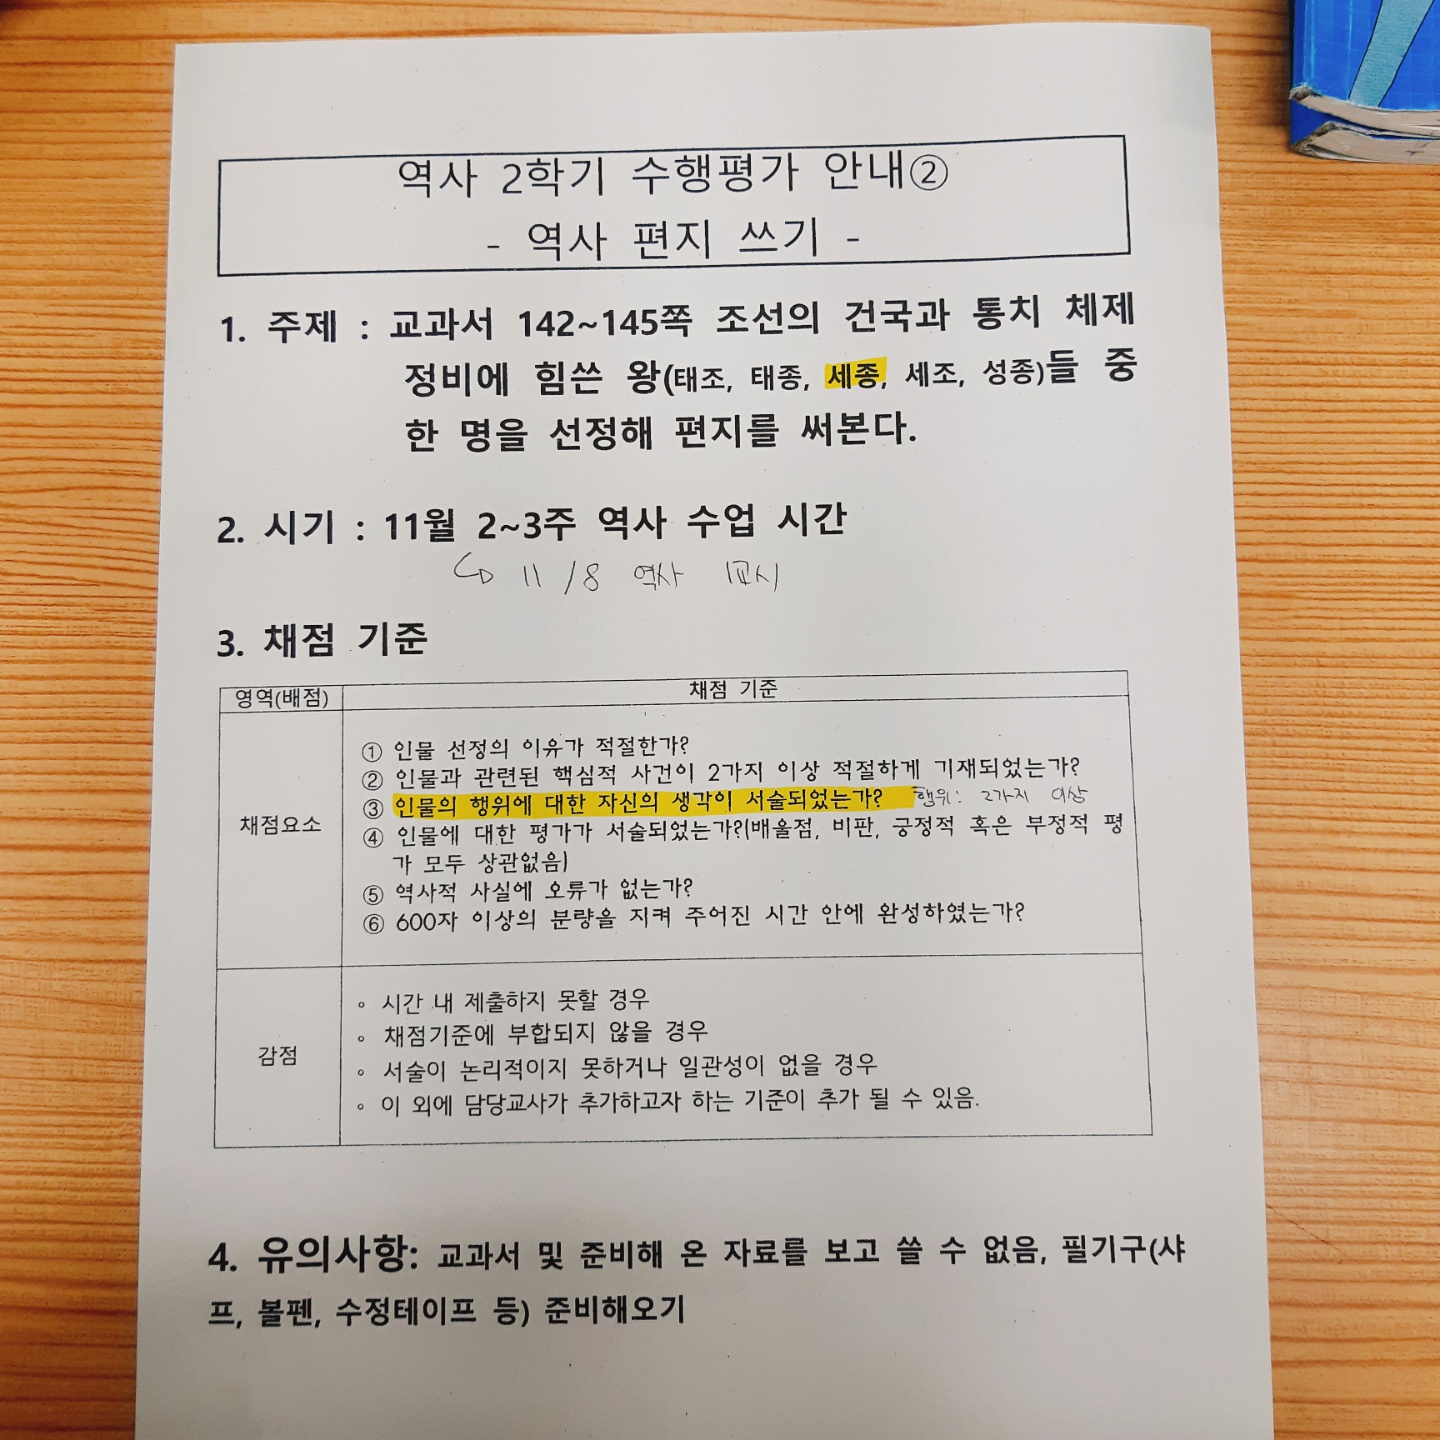 역사 2학기 수행평가 안내②
- 역사 편지 쓰기 -
1. 주제 : 교과서 142~145쪽 조선의 건국과 통치 체제
정비에 힘쓴 왕(태조, 태종, 세종, 세조, 성종)들 중
한 명을 선정해 편지를 써본다.
2. 시기 : 11월 2~3주 역사 수업 시간
↳ 11/8 역사 1교시
3. 채점 기준
영역(배점) 채점 기준
채점요소
① 인물 선정의 이유가 적절한가?
② 인물과 관련된 핵심적 사건이 2가지 이상 적절하게 기재되었는가?
③ 인물의 행위에 대한 자신의 생각이 서술되었는가? 행위: 2가지 이상
④ 인물에 대한 평가가 서술되었는가?(배울점, 비판, 긍정적 혹은 부정적 평
가 모두 상관없음)
⑤ 역사적 사실에 오류가 없는가?
⑥ 600자 이상의 분량을 지켜 주어진 시간 안에 완성하였는가?
감점
◦ 시간 내 제출하지 못할 경우
◦ 채점기준에 부합되지 않을 경우
◦ 서술이 논리적이지 못하거나 일관성이 없을 경우
◦ 이 외에 담당교사가 추가하고자 하는 기준이 추가 될 수 있음.
4. 유의사항: 교과서 및 준비해 온 자료를 보고 쓸 수 없음, 필기구(샤
프, 볼펜, 수정테이프 등) 준비해오기